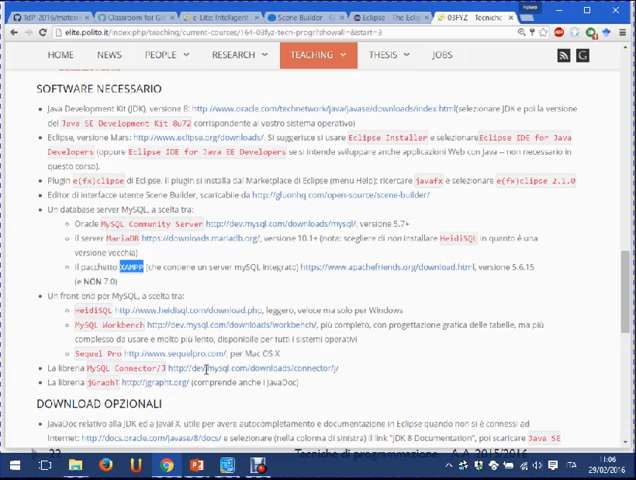 TdP-2016/materia
Classroom for Git
e-Lite: Intelligent
Scene Builder - G
Eclipse - The Ecli
03FYZ - Tecniche
elite.polito.it/index.php/teaching/current-courses/164-03fyz-tecn-progr?showall=&start=3
HOME NEWS PEOPLE RESEARCH TEACHING THESIS JOBS
SOFTWARE NECESSARIO
Java Development Kit (JDK), versione 8: http://www.oracle.com/technetwork/java/javase/downloads/index.html(selezionare JDK e poi la versione
del Java SE Development Kit 8u72 corrispondente al vostro sistema operativo)
Eclipse, versione Mars: http://www.eclipse.org/downloads/. Si suggerisce si usare Eclipse Installer e selezionareEclipse IDE for Java
Developers (oppure Eclipse IDE for Java EE Developers se si intende sviluppare anche applicazioni Web con Java -- non necessario in
questo corso).
Plugin e(fx)clipse di Eclipse. Il plugin si installa dal Marketplace di Eclipse (menu Help): ricercare javafx e selezionare e(fx)clipse 2.1.0
Editor di interfacce utente Scene Builder, scaricabile da http://gluonhq.com/open-source/scene-builder/
Un database server MySQL, a scelta tra:
Oracle MySQL Community Server http://dev.mysql.com/downloads/mysql/, versione 5.7+
Il server MariaDB https://downloads.mariadb.org/, versione 10.1+ (nota: scegliere di non installare HeidiSQL in quanto è una
versione vecchia)
Il pacchetto XAMPP (che contiene un server mySQL integrato) https://www.apachefriends.org/download.html, versione 5.6.15
(e NON 7.0)
Un front-end per MySQL, a scelta tra:
HeidiSQL http://www.heidisql.com/download.php, leggero, veloce ma solo per Windows
MySQL Workbench http://dev.mysql.com/downloads/workbench/, più completo, con progettazione grafica delle tabelle, ma più
complesso da usare e molto più lento, disponibile per tutti i sistemi operativi
Sequel Pro http://www.sequelpro.com/, per Mac OS X
La libreria MySQL Connector/J http://dev.mysql.com/downloads/connector/j/
La libreria jGraphT http://jgrapht.org/ (comprende anche i JavaDoc)
DOWNLOAD OPZIONALI
JavaDoc relativo alla JDK ed a JavaFX, utile per avere autocompletamento e documentazione in Eclipse quando non si è connessi ad
Internet: http://docs.oracle.com/javase/8/docs/ e selezionare (nella colonna di sinistra) il link "JDK 8 Documentation", poi scaricare Java SE
22 Tecniche di programmazione A.A. 2015/2016
ITA
11:06
29/02/2016